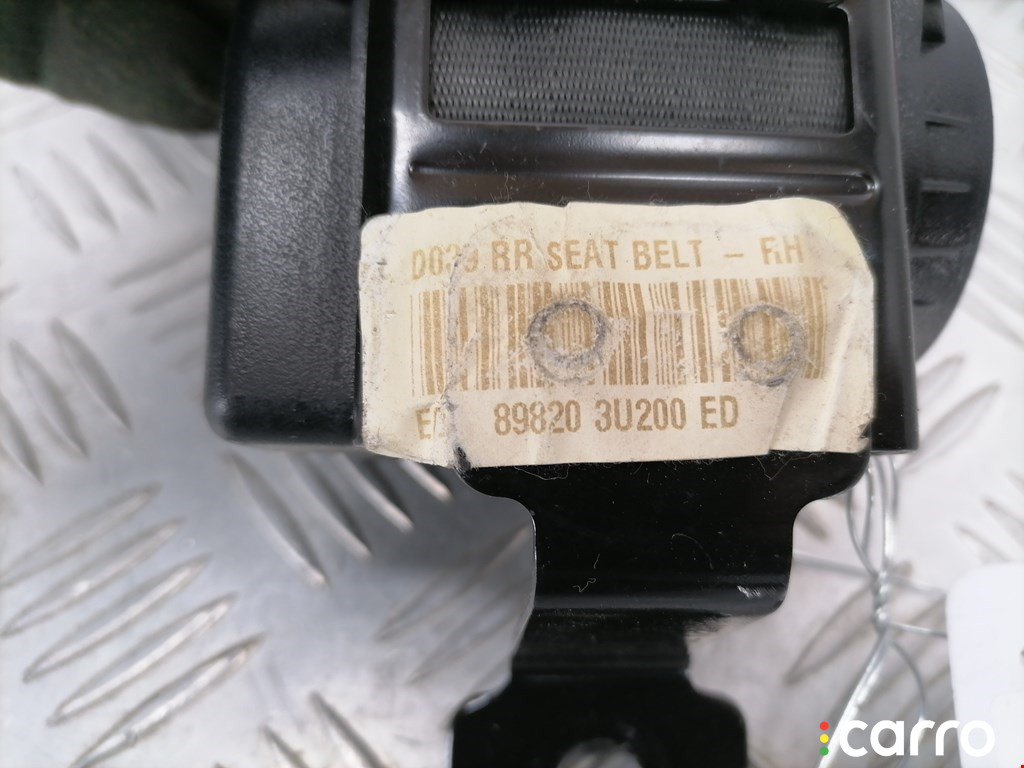 RR SEAT BELT - RH
89820 3U200 ED
carro